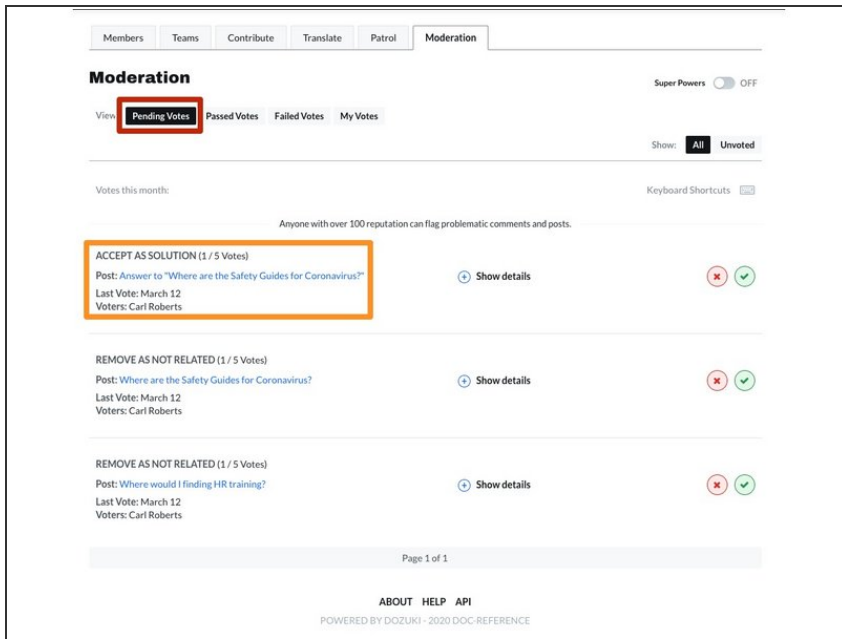 Members Teams Contribute Translate Patrol Moderation
Moderation
Super Powers OFF
View Pending Votes Passed Votes Failed Votes My Votes
Show: All Unvoted
Votes this month: Keyboard Shortcuts
Anyone with over 100 reputation can flag problematic comments and posts.
ACCEPT AS SOLUTION (1 / 5 Votes)
Post: Answer to "Where are the Safety Guides for Coronavirus?"
Show details
Last Vote: March 12
Voters: Carl Roberts
REMOVE AS NOT RELATED (1 / 5 Votes)
Post: Where are the Safety Guides for Coronavirus?
Show details
Last Vote: March 12
Voters: Carl Roberts
REMOVE AS NOT RELATED (1 / 5 Votes)
Post: Where would I finding HR training?
Show details
Last Vote: March 12
Voters: Carl Roberts
Page 1 of 1
ABOUT HELP API
POWERED BY DOZUKI - 2020 DOC-REFERENCE